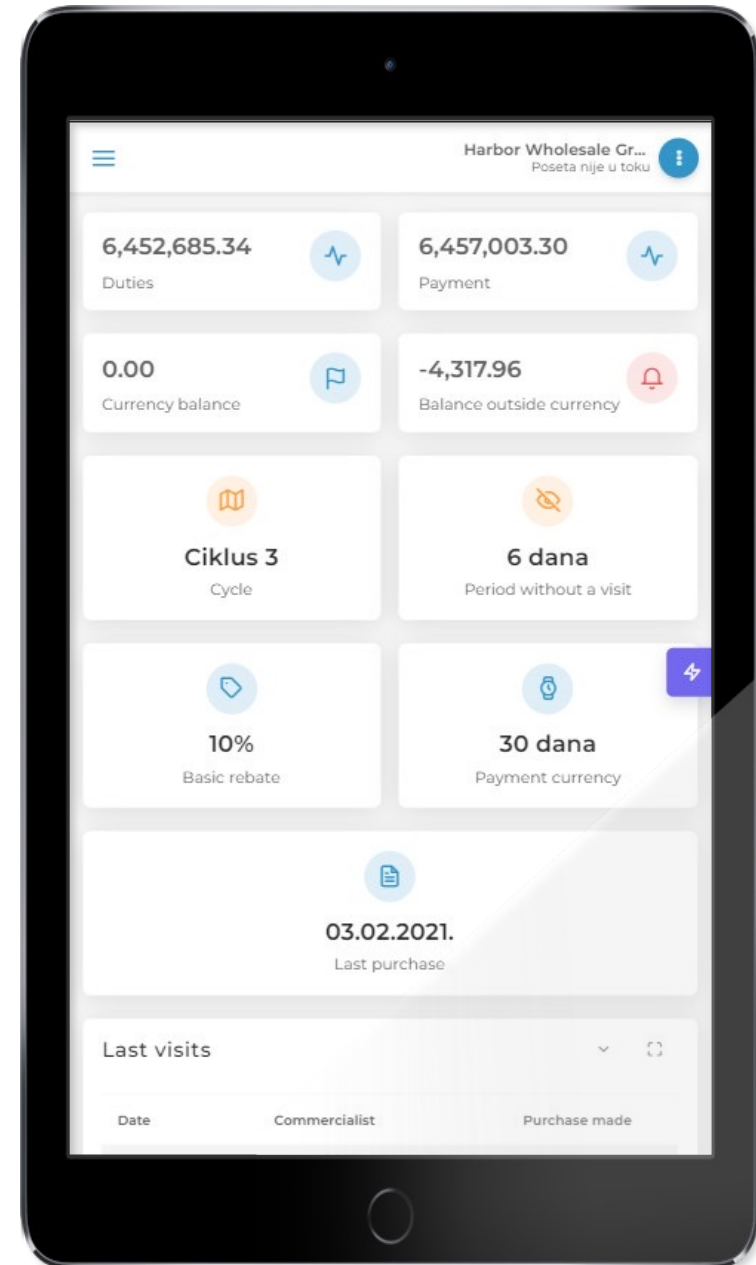 Harbor Wholesale Gr...
Poseta nije u toku
6,452,685.34
Duties
6,457,003.30
Payment
0.00
Currency balance
-4,317.96
Balance outside currency
Ciklus 3
Cycle
6 dana
Period without a visit
10%
Basic rebate
30 dana
Payment currency
03.02.2021.
Last purchase
Last visits
Date Commercialist Purchase made